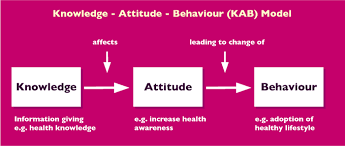 Knowledge - Attitude - Behaviour (KAB) Model
affects
leading to change of
Knowledge
Attitude
Behaviour
Information giving
e.g. health knowledge
e.g. increase health
awareness
e.g. adoption of
healthy lifestyle